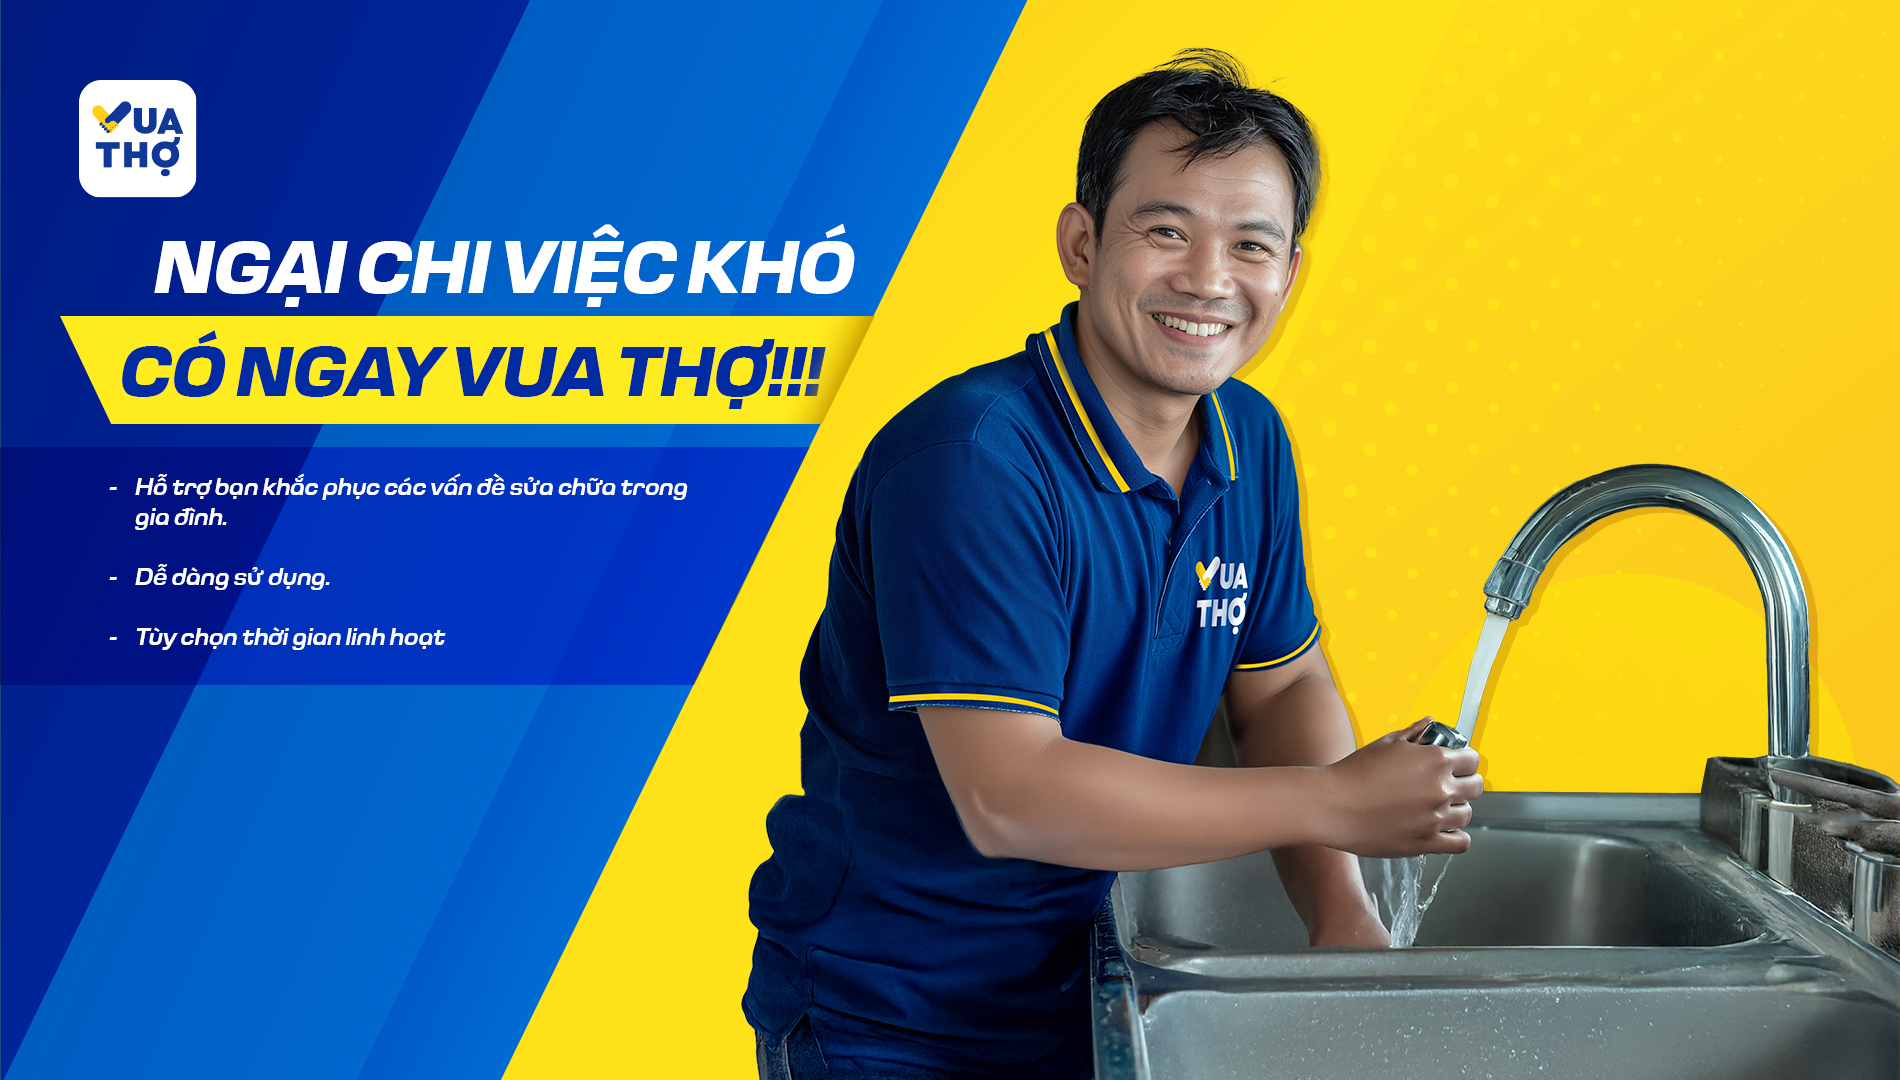 VUA
THỢ
NGẠI CHI VIỆC KHÓ
CÓ NGAY VUA THỢ!!!
- Hỗ trợ bạn khắc phục các vấn đề sửa chữa trong
gia đình.
- Dễ dàng sử dụng.
- Tùy chọn thời gian linh hoạt
VUA
THỢ